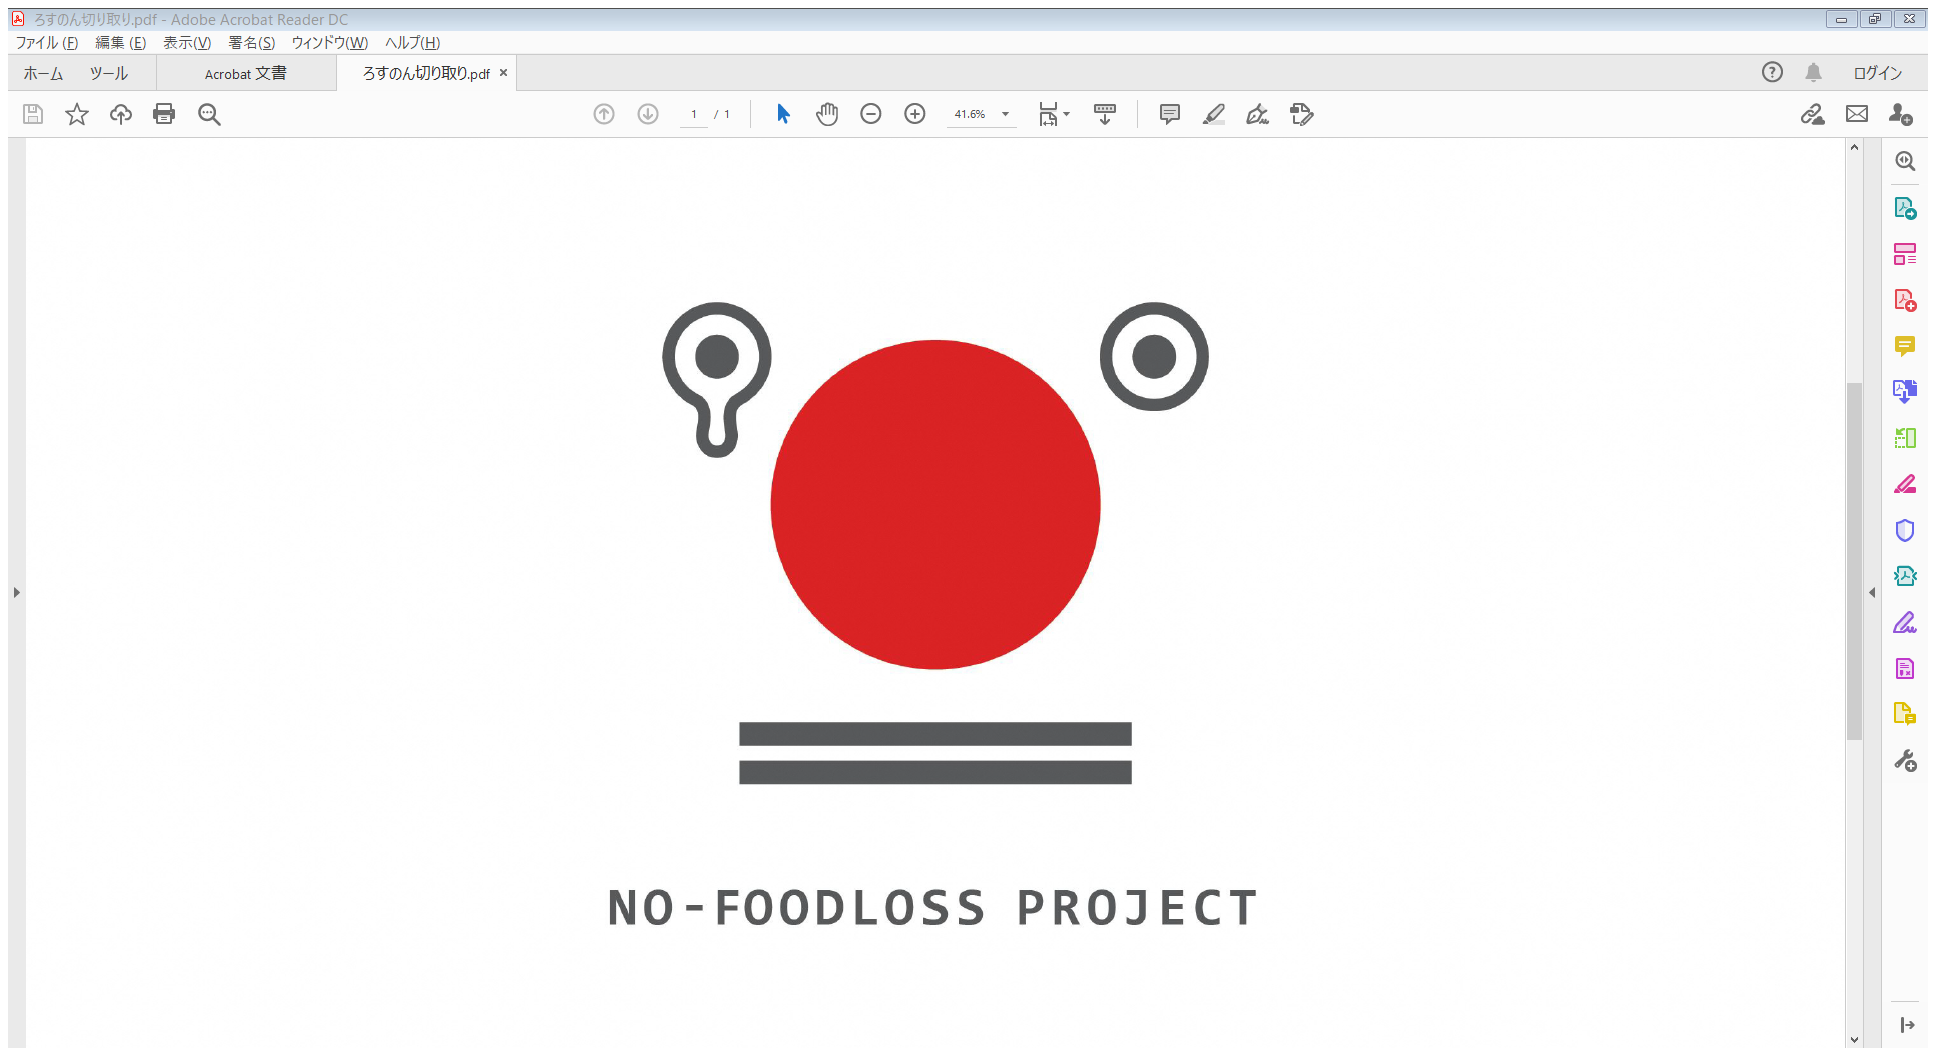 ろすのん切り取り.pdf - Adobe Acrobat Reader DC
ファイル (F) 編集 (E) 表示(V) 署名(S) ウィンドウ(W) ヘルプ(H)
ホーム ツール Acrobat 文書 ろすのん切り取り.pdf × ログイン
1 / 1 41.6%
NO-FOODLOSS PROJECT